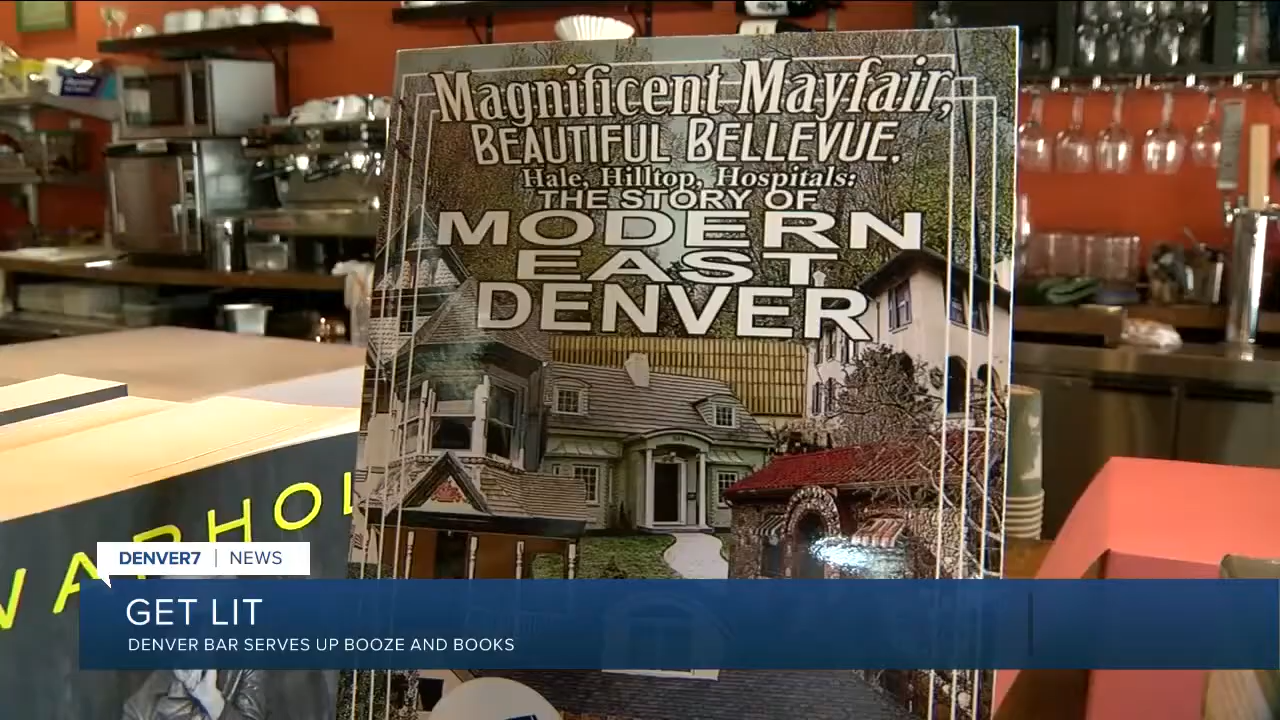 Magnificent Mayfair,
BEAUTIFUL BELLEVUE.
Hale, Hilltop, Hospitals:
THE STORY OF
MODERN
EAST
DENVER
WARHOL
DENVER7 | NEWS
GET LIT
DENVER BAR SERVES UP BOOZE AND BOOKS